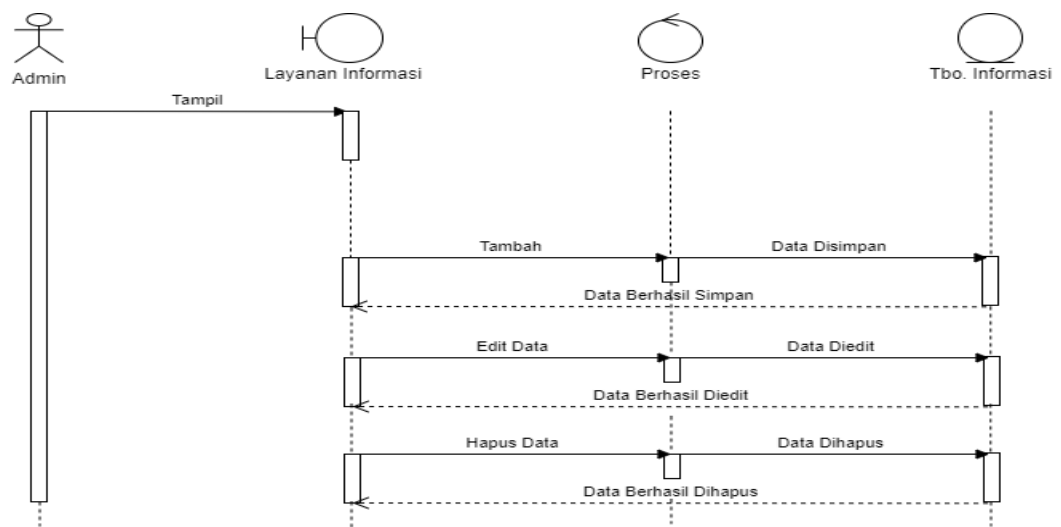 Admin
Layanan Informasi
Proses
Tbo. Informasi
Tampil
Tambah
Data Disimpan
Data Berhasil Simpan
Edit Data
Data Diedit
Data Berhasil Diedit
Hapus Data
Data Dihapus
Data Berhasil Dihapus